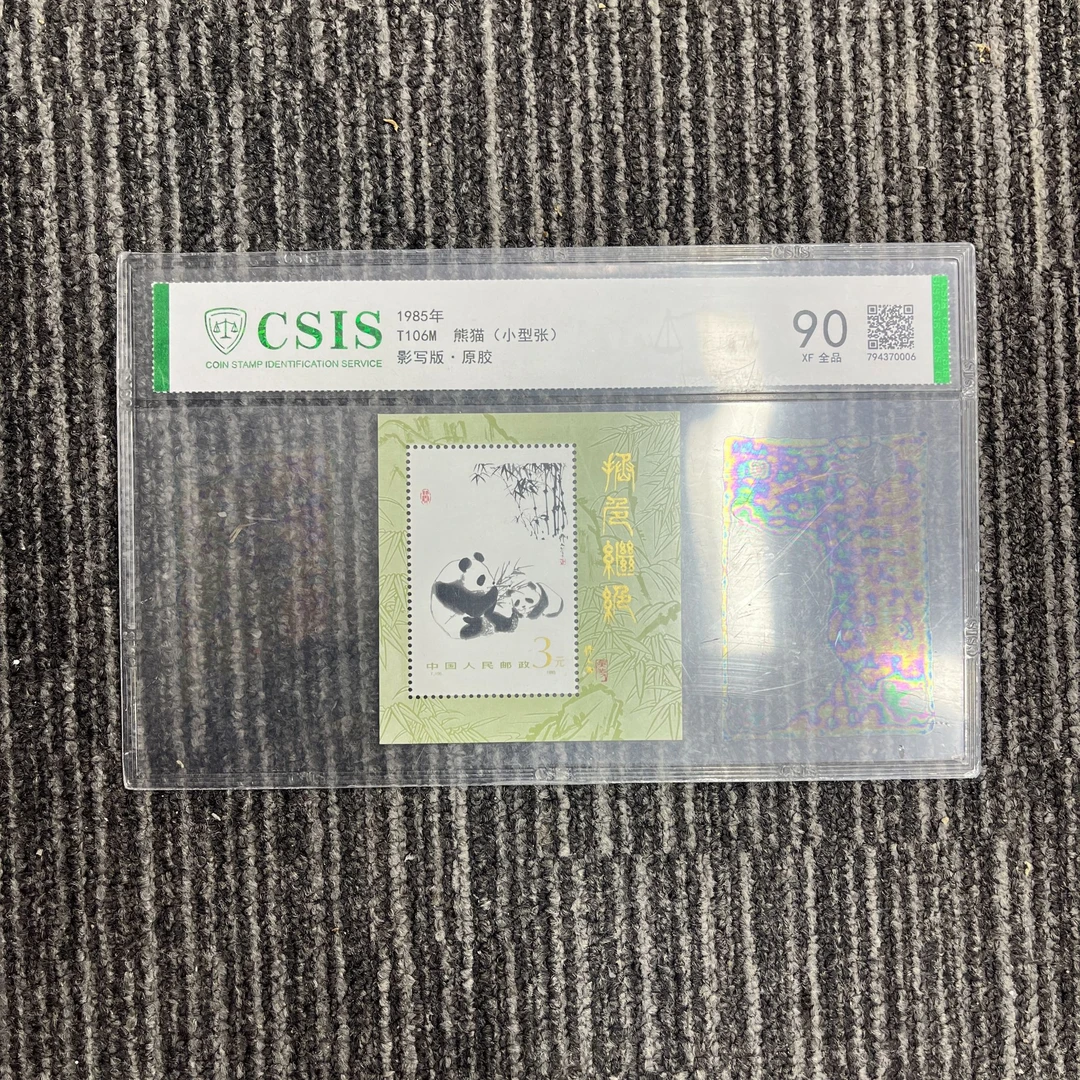 CSIS
COIN STAMP IDENTIFICATION SERVICE
1985年
T106M 熊猫（小型张）
影写版·原胶
90
XF 全品
794370006
中国人民邮政
3元